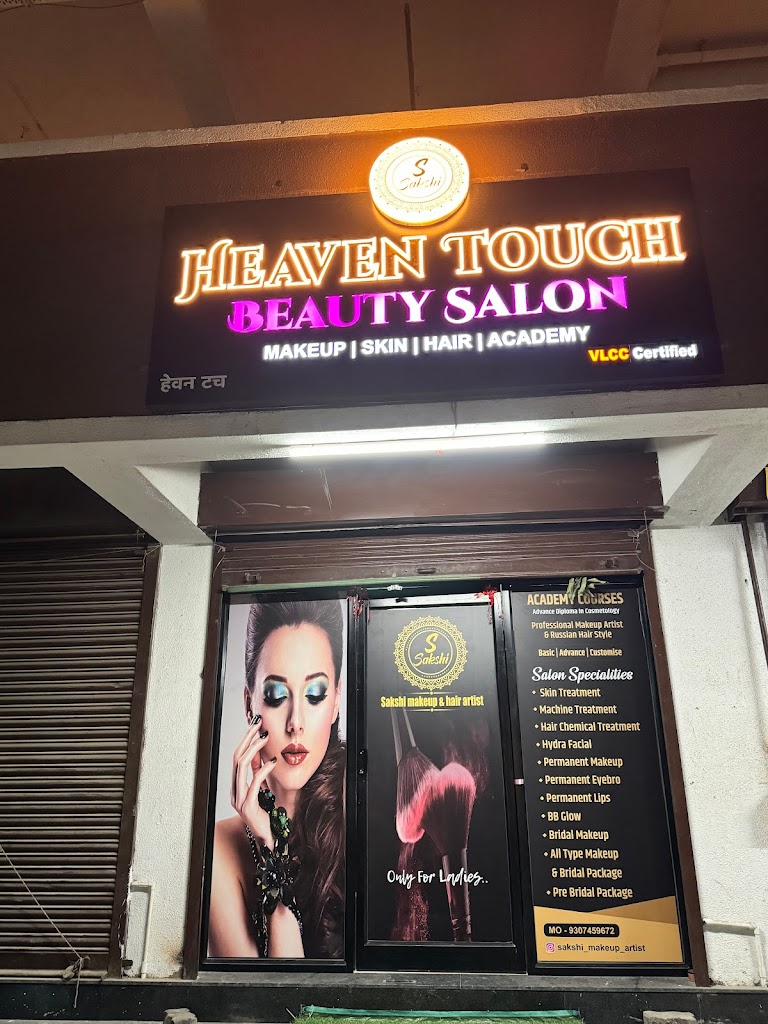 S
Sakshi
HEAVEN TOUCH
BEAUTY SALON
MAKEUP | SKIN | HAIR | ACADEMY
VLCC Certified
हेवन टच
S
Sakshi
Sakshi makeup & hair artist
Only For Ladies..
ACADEMY COURSES
Advance Diploma In Cosmetology
Professional Makeup Artist
& Russian Hair Style
Basic | Advance | Customise
Salon Specialities
Skin Treatment
Machine Treatment
Hair Chemical Treatment
Hydra Facial
Permanent Makeup
Permanent Eyebro
Permanent Lips
BB Glow
Bridal Makeup
All Type Makeup
& Bridal Package
Pre Bridal Package
MO - 9307459672
sakshi_makeup_artist